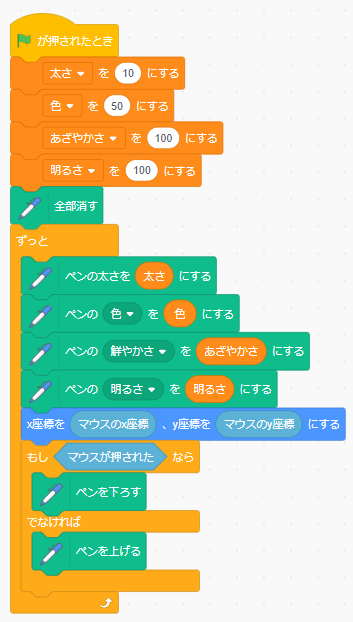 が押されたとき
太さ を 10 にする
色 を 50 にする
あざやかさ を 100 にする
明るさ を 100 にする
全部消す
ずっと
ペンの太さを 太さ にする
ペンの 色 を 色 にする
ペンの 鮮やかさ を あざやかさ にする
ペンの 明るさ を 明るさ にする
x座標を マウスのx座標 、y座標を マウスのy座標 にする
もし マウスが押された なら
ペンを下ろす
でなければ
ペンを上げる